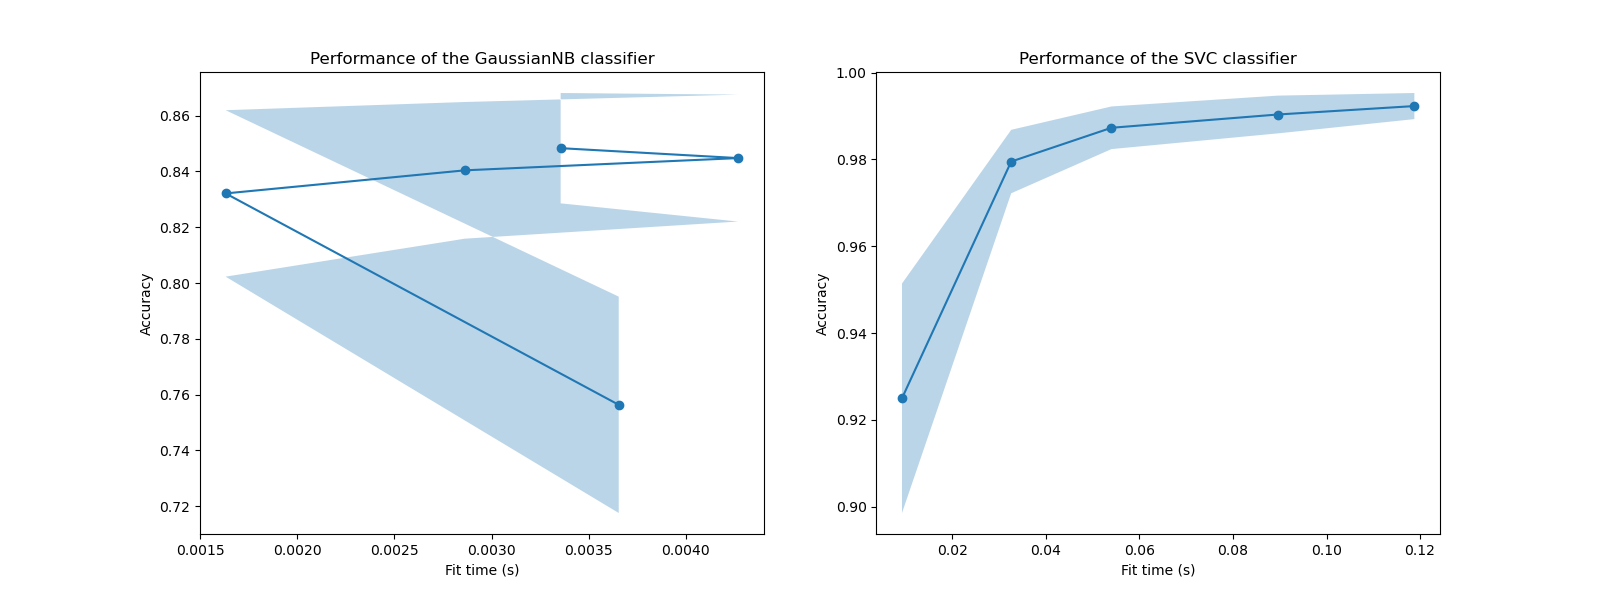 Performance of the GaussianNB classifier
Accuracy
0.86
0.84
0.82
0.80
0.78
0.76
0.74
0.72
0.0015 0.0020 0.0025 0.0030 0.0035 0.0040
Fit time (s)
Performance of the SVC classifier
Accuracy
1.00
0.98
0.96
0.94
0.92
0.90
0.02 0.04 0.06 0.08 0.10 0.12
Fit time (s)